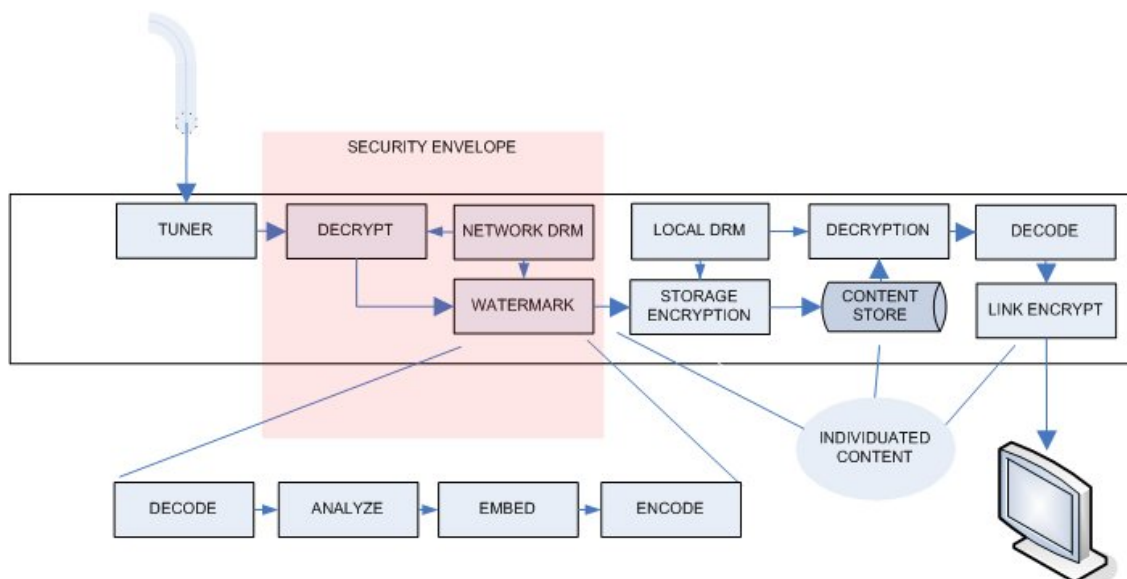 SECURITY ENVELOPE
TUNER
DECRYPT
NETWORK DRM
LOCAL DRM
DECRYPTION
DECODE
WATERMARK
STORAGE
ENCRYPTION
CONTENT
STORE
LINK ENCRYPT
INDIVIDUATED
CONTENT
DECODE
ANALYZE
EMBED
ENCODE